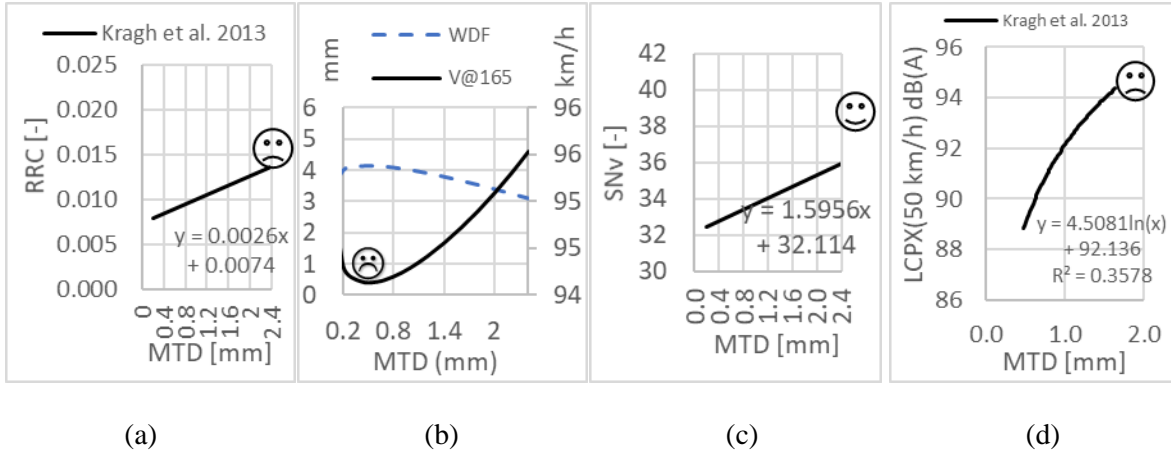 Kragh et al. 2013
RRC [-]
0.025
0.020
0.015
0.010
0.005
0.000
y = 0.0026x
+ 0.0074
0 0.4 0.8 1.2 1.6 2 2.4
MTD [mm]
(a)
WDF
V@165
mm
km/h
6
5
4
3
2
1
0
96
96
95
95
94
0.2 0.8 1.4 2
MTD (mm)
(b)
SNv [-]
42
40
38
36
34
32
30
y = 1.5956x
+ 32.114
0.0 0.4 0.8 1.2 1.6 2.0 2.4
MTD [mm]
(c)
Kragh et al. 2013
LCPX(50 km/h) dB(A)
96
94
92
90
88
86
y = 4.5081ln(x)
+ 92.136
R² = 0.3578
0.0 1.0 2.0
MTD [mm]
(d)